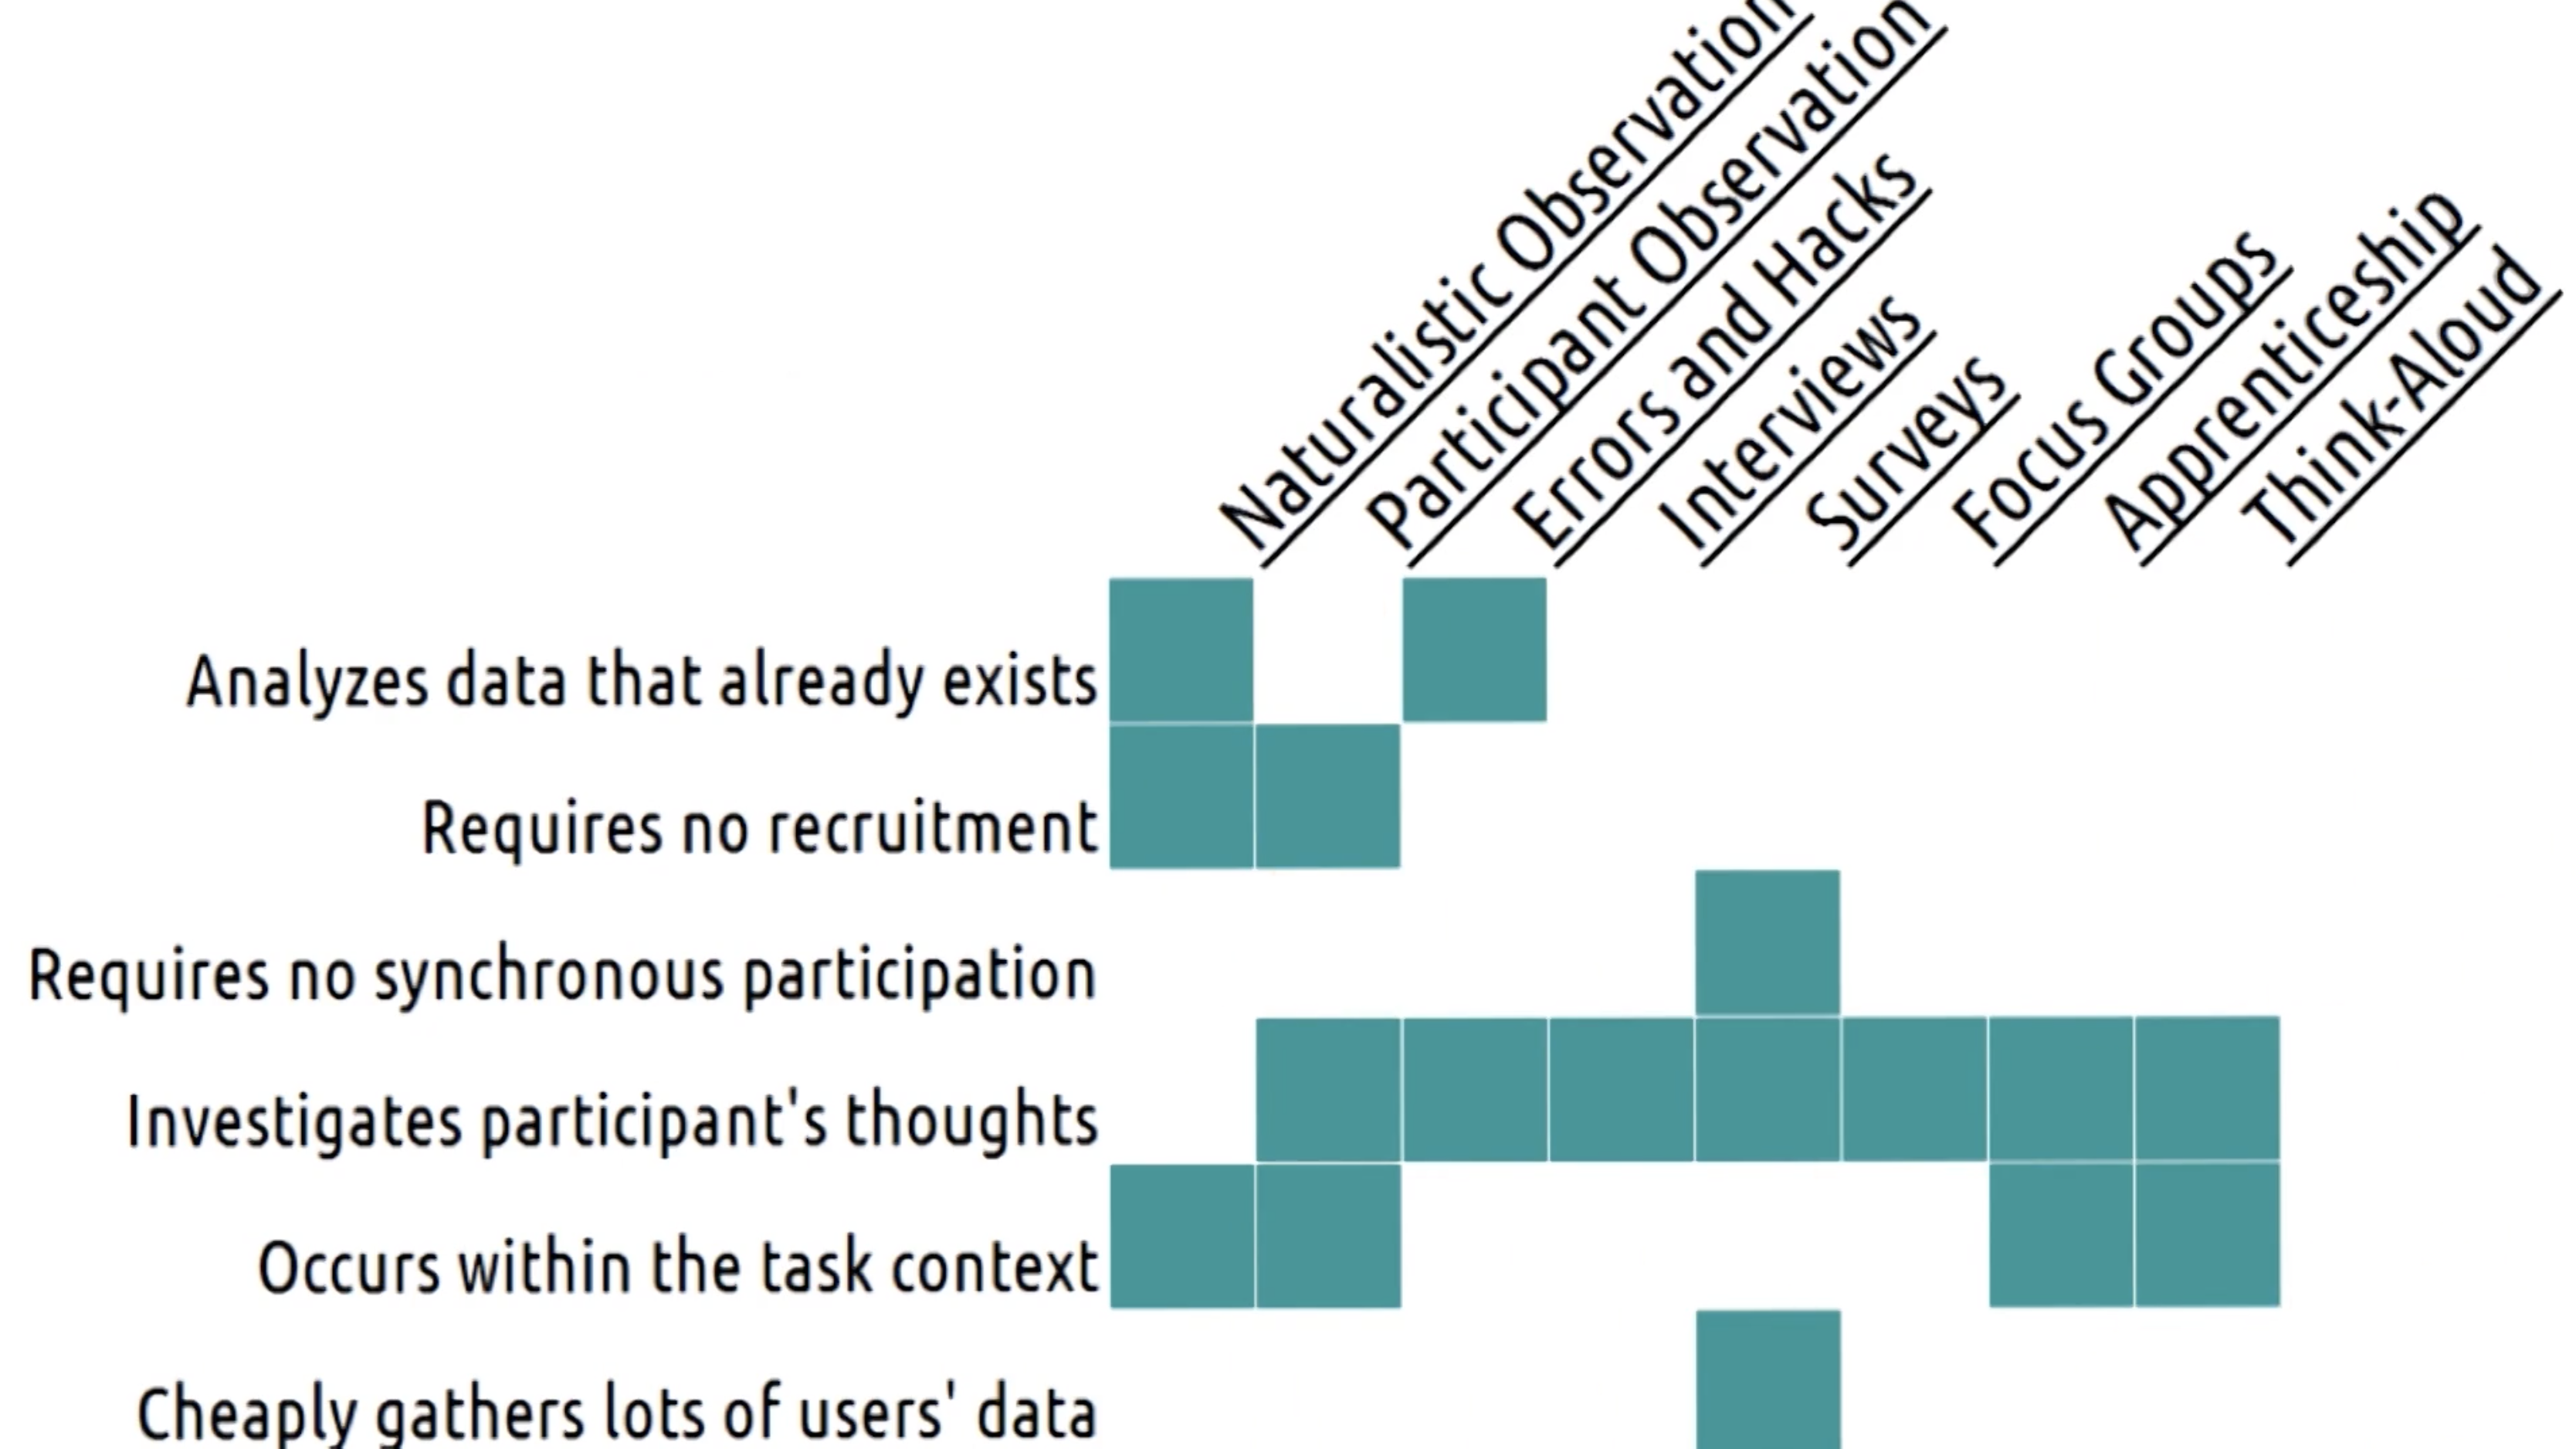 Naturalistic Observation
Participant Observation
Errors and Hacks
Interviews
Surveys
Focus Groups
Apprenticeship
Think-Aloud
Analyzes data that already exists
Requires no recruitment
Requires no synchronous participation
Investigates participant's thoughts
Occurs within the task context
Cheaply gathers lots of users' data